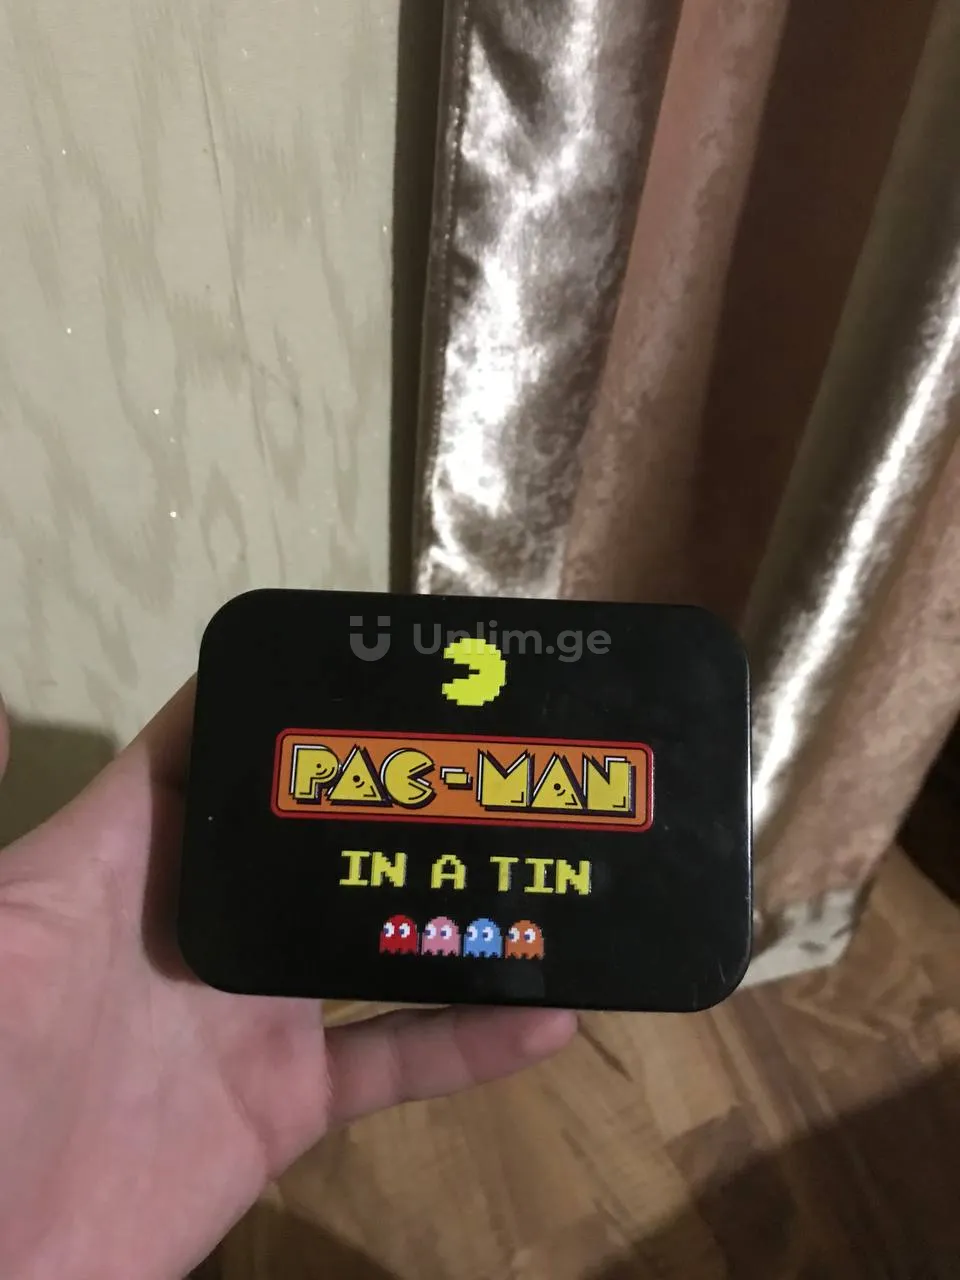 Unlim.ge
PAC-MAN
IN A TIN